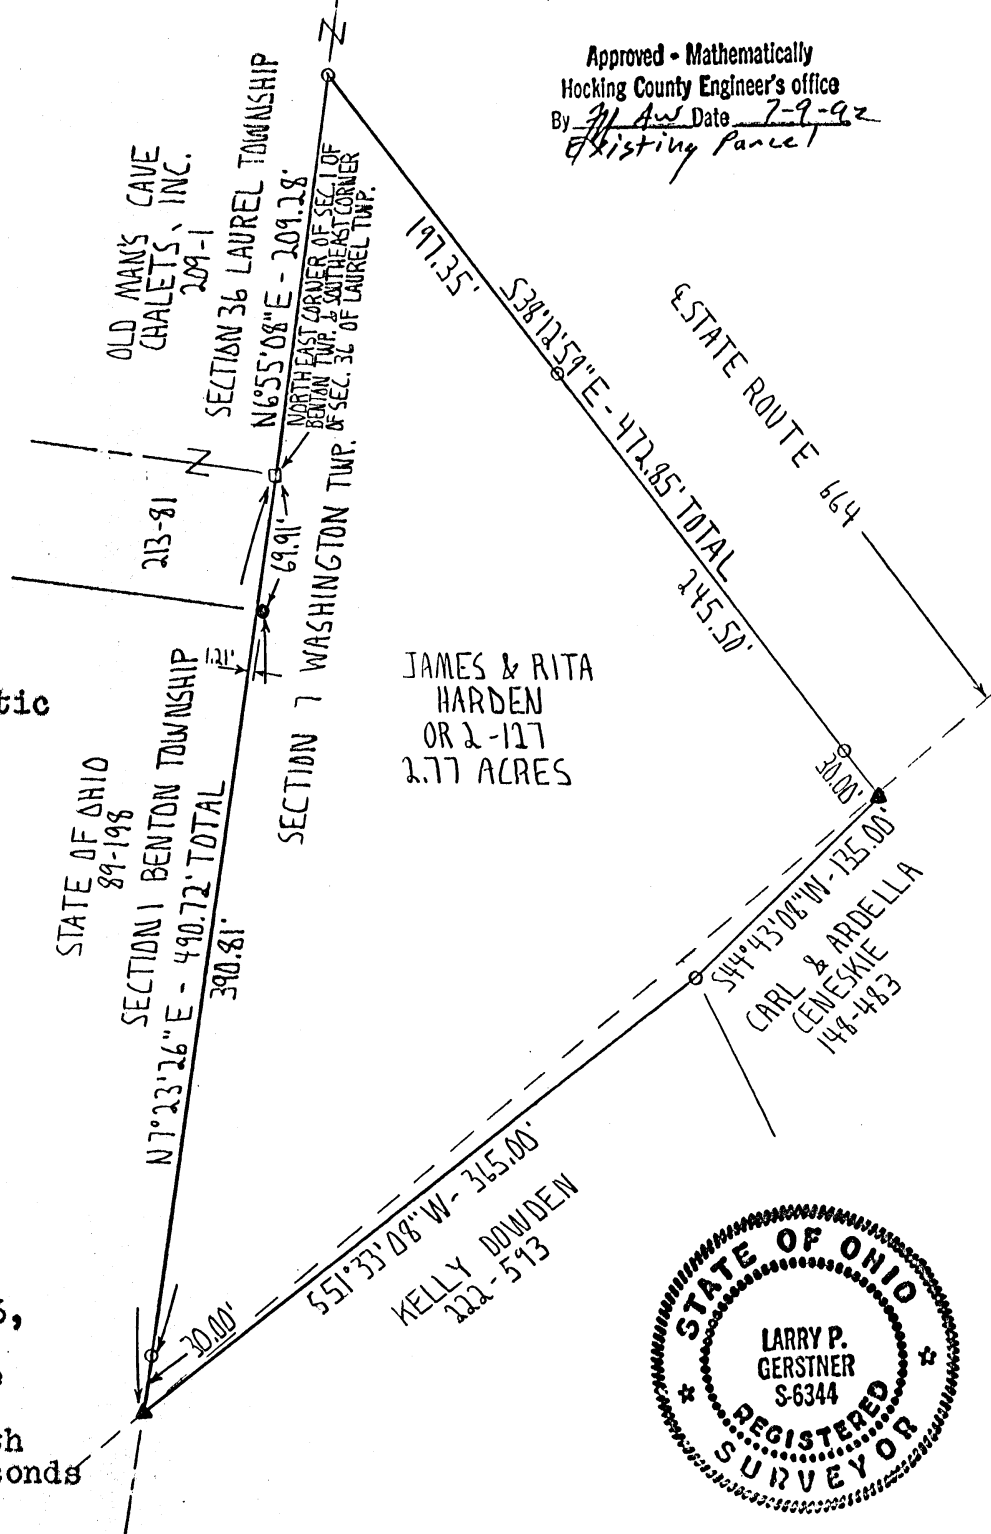 Approved - Mathematically
Hocking County Engineer's office
By Date 7-9-92
Existing Parcel
OLD MAN'S CAVE
CHALETS, INC.
209-1
SECTION 36 LAUREL TOWNSHIP
N6°55'08"E - 209.28'
NORTHEAST CORNER OF SEC. 1 OF
BENTON TWP. & SOUTHEAST CORNER
OF SEC. 36 OF LAUREL TWP.
197.35'
S38°12'59"E - 472.85' TOTAL
245.50'
STATE ROUTE 664
213-81
69.91'
1.21'
SECTION 7 WASHINGTON TWP.
JAMES & RITA
HARDEN
OR 2-127
2.77 ACRES
tic
STATE OF OHIO
89-198
SECTION 1 BENTON TOWNSHIP
N7°23'26"E - 490.72' TOTAL
390.81'
30.00'
S44°43'08"W - 135.00'
CARL & ARDELLA
CENESKIE
148-483
S51°33'08"W - 365.00'
KELLY DOWDEN
222-593
30.00'
onds
STATE OF OHIO
LARRY P.
GERSTNER
S-6344
REGISTERED
SURVEYOR